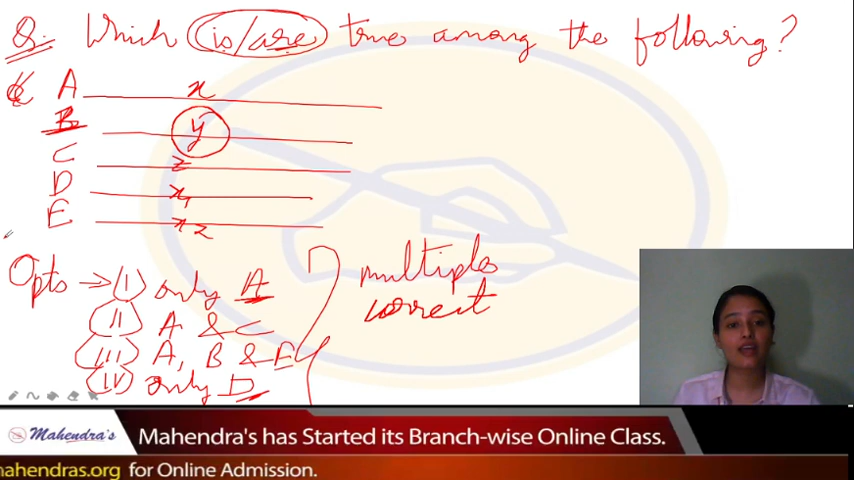 Q. Which is/are true among the following?
A x
B y
C z
D x1
E x2
Opts → (I) only A
(II) A & C
(III) A, B & E
(IV) only D
multiple
correct
Mahendra's
Mahendra's has Started its Branch-wise Online Class.
mahendras.org for Online Admission.